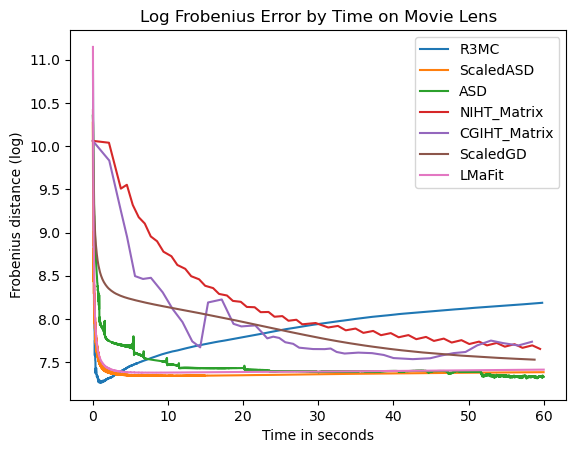 Log Frobenius Error by Time on Movie Lens
R3MC
ScaledASD
ASD
NIHT_Matrix
CGIHT_Matrix
ScaledGD
LMaFit
Frobenius distance (log)
11.0
10.5
10.0
9.5
9.0
8.5
8.0
7.5
0 10 20 30 40 50 60
Time in seconds